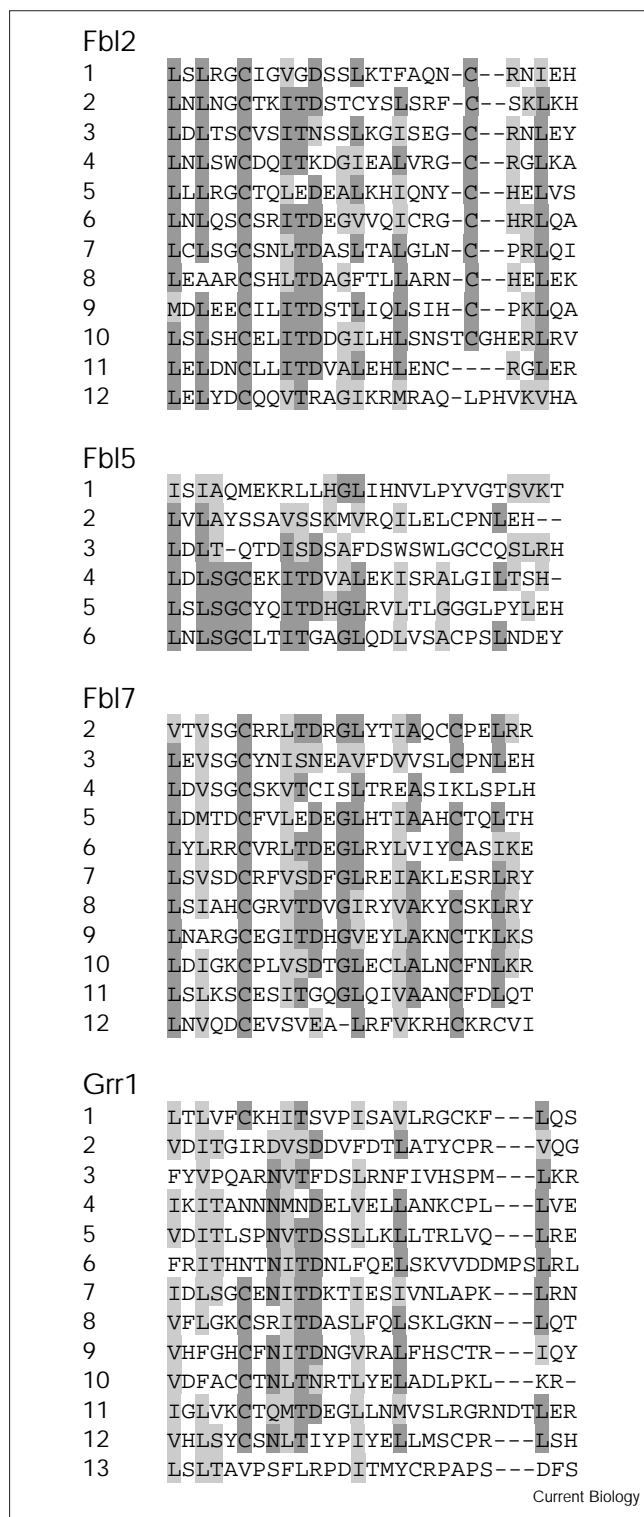 Fbl2
1 LSLRGCIGVGDSSLKTFAQN-C--RNIEH
2 LNLNGCTKITDSTCYSLSRF-C--SKLKH
3 LDLTSCVSITNSSLKGISEG-C--RNLEY
4 LNLSWCDQITKDGIEALVRG-C--RGLKA
5 LLLRGCTQLEDEALKHIQNY-C--HELVS
6 LNLQSCSRITDEGVVQICRG-C--HRLQA
7 LCLSGCSNLTDASLTALGLN-C--PRLQI
8 LEAARCSHLTDAGFTLLARN-C--HELEK
9 MDLEECILITDSTLIQLSIH-C--PKLQA
10 LSLSHCELITDDGILHLSNSTCGHERLRV
11 LELDNCLLITDVALEHLENC----RGLER
12 LELYDCQQVTRAGIKRMRAQ-LPHVKVHA
Fbl5
1 ISIAQMEKRLLHGLIHNVLPYVGTSVKT
2 LVLAYSSAVSSKMVRQILELCPNLEH--
3 LDLT-QTDISDSAFDSWSWLGCCQSLRH
4 LDLSGCEKITDVALEKISRALGILTSH-
5 LSLSGCYQITDHGLRVLTLGGGLPYLEH
6 LNLSGCLTITGAGLQDLVSACPSLNDEY
Fbl7
2 VTVSGCRRLTDRGLYTIAQCCPELRR
3 LEVSGCYNISNEAVFDVVSLCPNLEH
4 LDVSGCSKVTCISLTREASIKLSPLH
5 LDMTDCFVLEDEGLHTIAAHCTQLTH
6 LYLRRCVRLTDEGLRYLVIYCASIKE
7 LSVSDCRFVSDFGLREIAKLESRLRY
8 LSIAHCGRVTDVGIRYVAKYCSKLRY
9 LNARGCEGITDHGVEYLAKNCTKLKS
10 LDIGKCPLVSDTGLECLALNCFNLKR
11 LSLKSCESITGQGLQIVAANCFDLQT
12 LNVQDCEVSVEA-LRFVKRHCKRCVI
Grr1
1 LTLVFCKHITSVPISAVLRGCKF---LQS
2 VDITGIRDVSDDVFDTLATYCPR---VQG
3 FYVPQARNVTFDSLRNFIVHSPM---LKR
4 IKITANNNMNDELVELLANKCPL---LVE
5 VDITLSPNVTDSSLLKLLTRLVQ---LRE
6 FRITHNTNITDNLFQELSKVVDDMPSLRL
7 IDLSGCENITDKTIESIVNLAPK---LRN
8 VFLGKCSRITDASLFQLSKLGKN---LQT
9 VHFGHCFNITDNGVRALFHSCTR---IQY
10 VDFACCTNLTNRTLYELADLPKL---KR-
11 IGLVKCTQMTDEGLLNMVSLRGRNDTLER
12 VHLSYCSNLTIYPIYELLMSCPR---LSH
13 LSLTAVPSFLRPDITMYCRPAPS---DFS
Current Biology